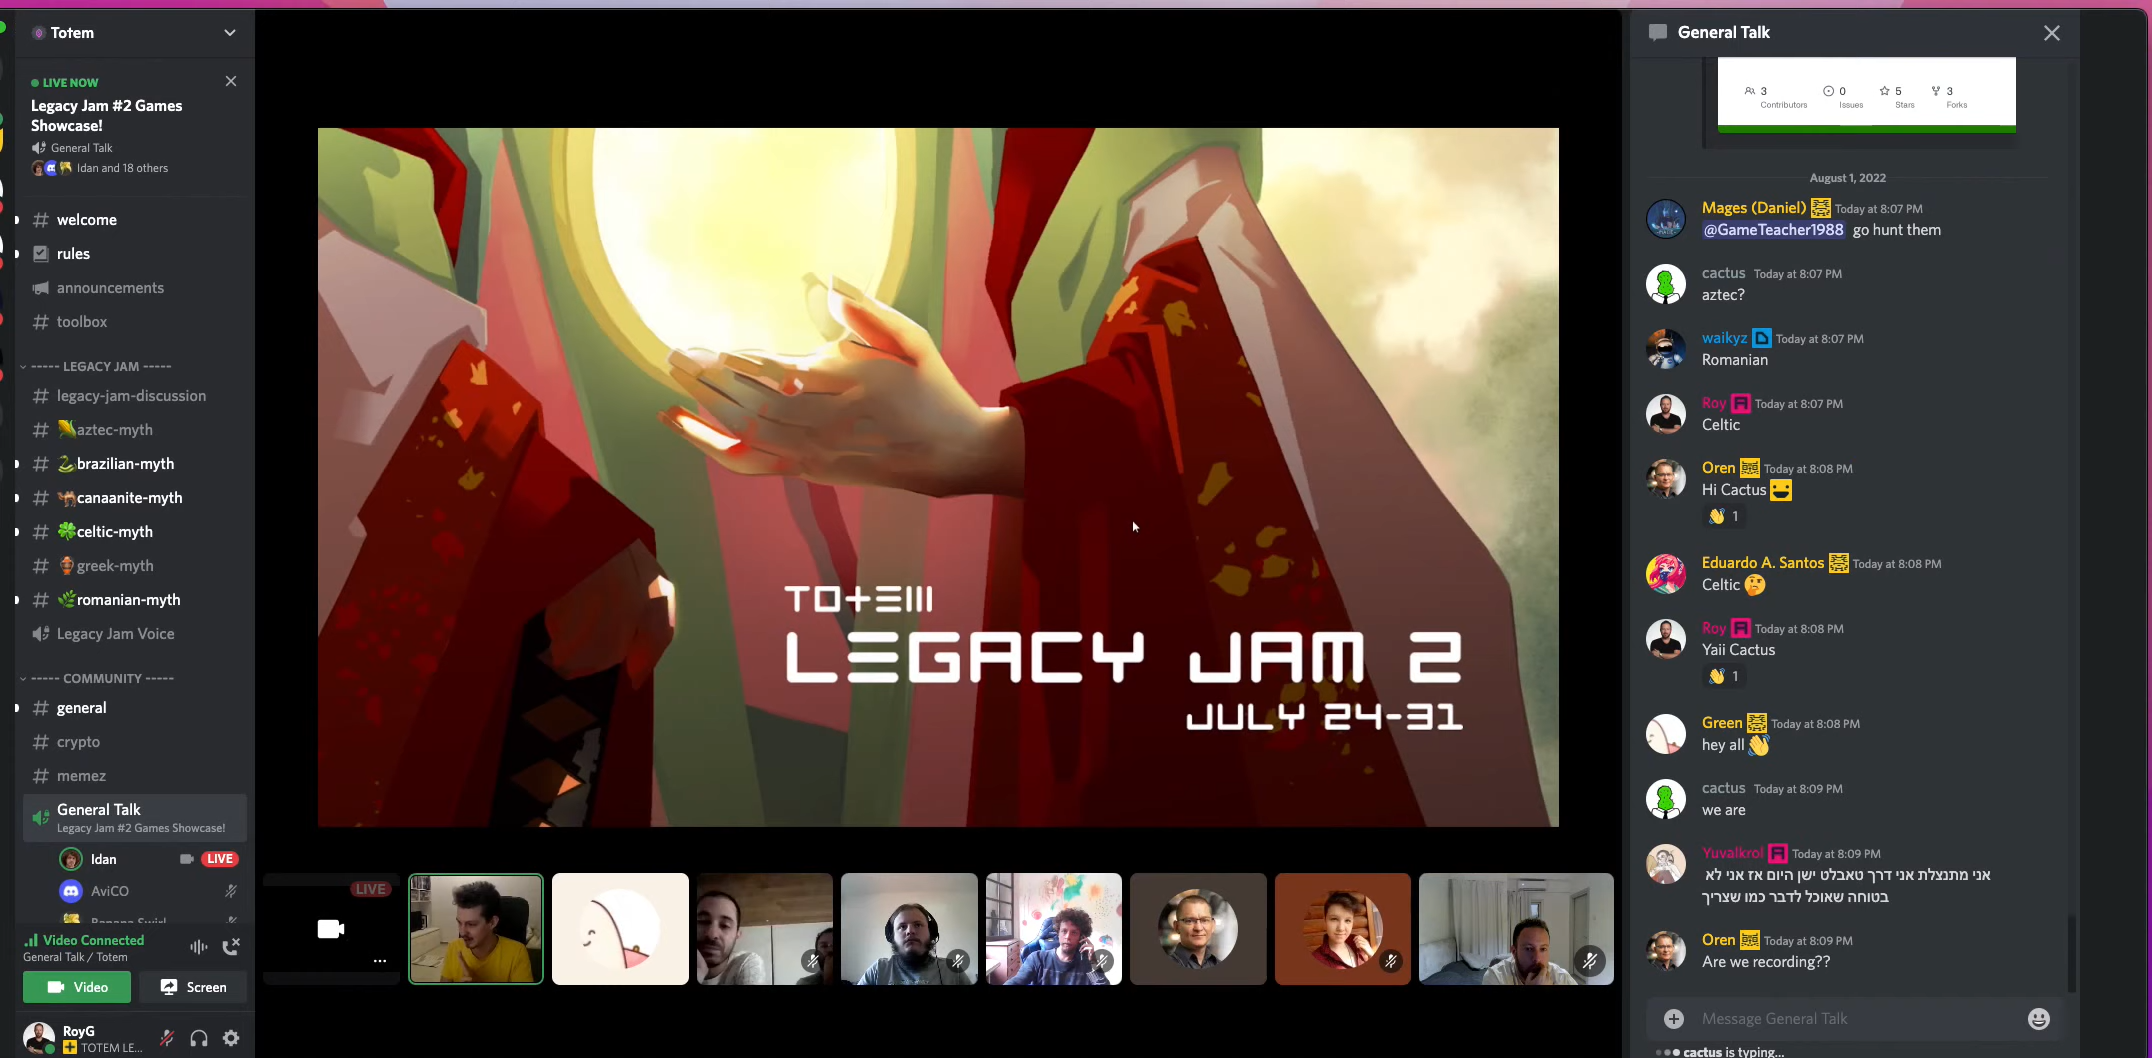 Totem
LIVE NOW
Legacy Jam #2 Games
Showcase!
General Talk
Idan and 18 others
welcome
rules
announcements
toolbox
----- LEGACY JAM -----
legacy-jam-discussion
aztec-myth
brazilian-myth
canaanite-myth
celtic-myth
greek-myth
romanian-myth
Legacy Jam Voice
----- COMMUNITY -----
general
crypto
memez
General Talk
Legacy Jam #2 Games Showcase!
Idan LIVE
AviCO
Banana Swirl
Video Connected
General Talk / Totem
Video Screen
RoyG
TOTEM LE...
TOTEM
LEGACY JAM 2
JULY 24-31
LIVE
General Talk
3 0 5 3
Contributors Issues Stars Forks
August 1, 2022
Mages (Daniel) Today at 8:07 PM
@GameTeacher1988 go hunt them
cactus Today at 8:07 PM
aztec?
waikyz Today at 8:07 PM
Romanian
Roy Today at 8:07 PM
Celtic
Oren Today at 8:08 PM
Hi Cactus
1
Eduardo A. Santos Today at 8:08 PM
Celtic
Roy Today at 8:08 PM
Yaii Cactus
1
Green Today at 8:08 PM
hey all
cactus Today at 8:09 PM
we are
Yuvalkrol Today at 8:09 PM
אני מתנצלת אני דרך טאבלט ישן היום אז אני לא
בטוחה שאוכל לדבר כמו שצריך
Oren Today at 8:09 PM
Are we recording??
Message General Talk
cactus is typing...